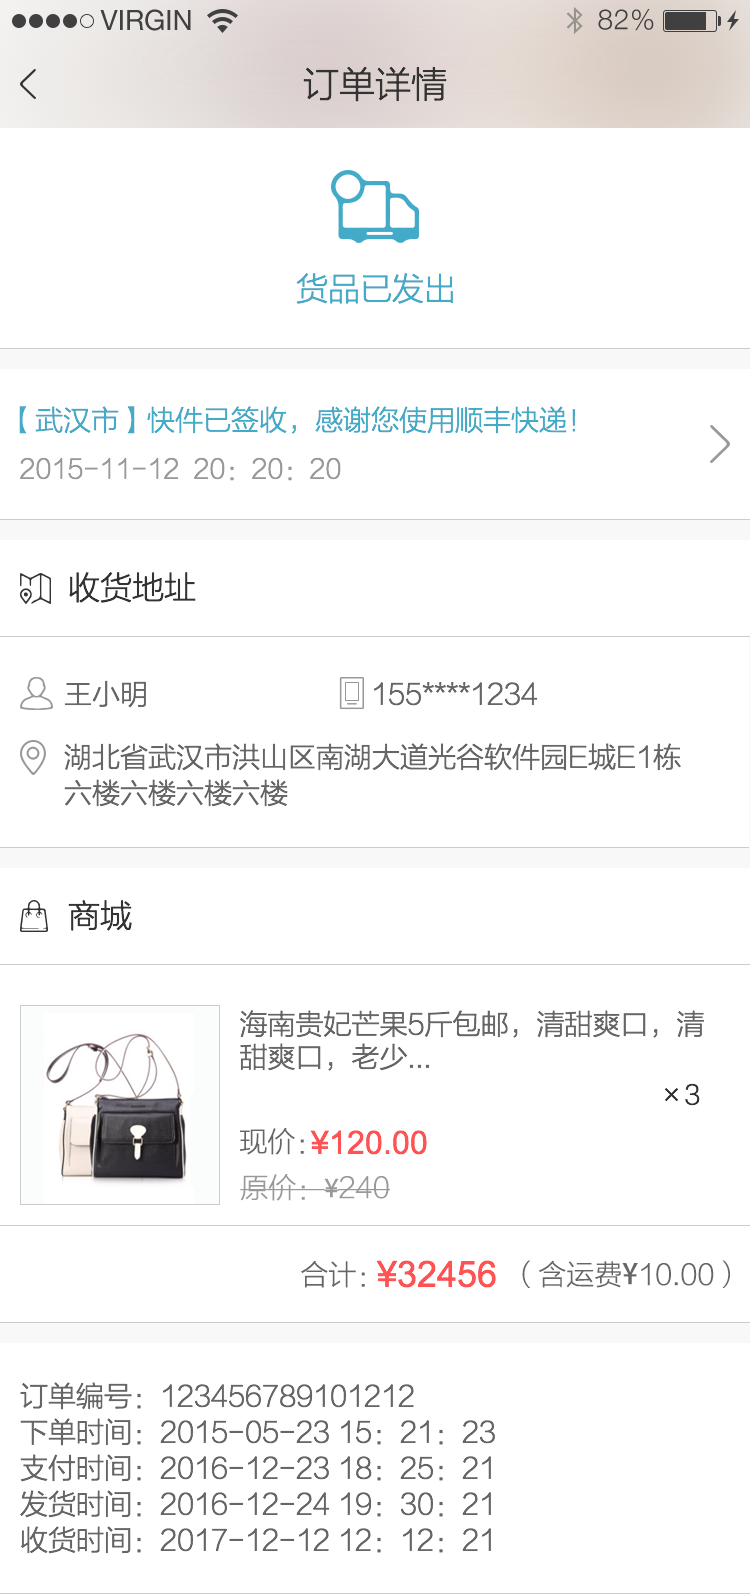 VIRGIN 82%
订单详情
货品已发出
【武汉市】快件已签收，感谢您使用顺丰快递！
2015-11-12 20：20：20
收货地址
王小明 155****1234
湖北省武汉市洪山区南湖大道光谷软件园E城E1栋
六楼六楼六楼六楼
商城
海南贵妃芒果5斤包邮，清甜爽口，清
甜爽口，老少...
×3
现价：¥120.00
原价：¥240
合计：¥32456（含运费¥10.00）
订单编号：123456789101212
下单时间：2015-05-23 15：21：23
支付时间：2016-12-23 18：25：21
发货时间：2016-12-24 19：30：21
收货时间：2017-12-12 12：12：21